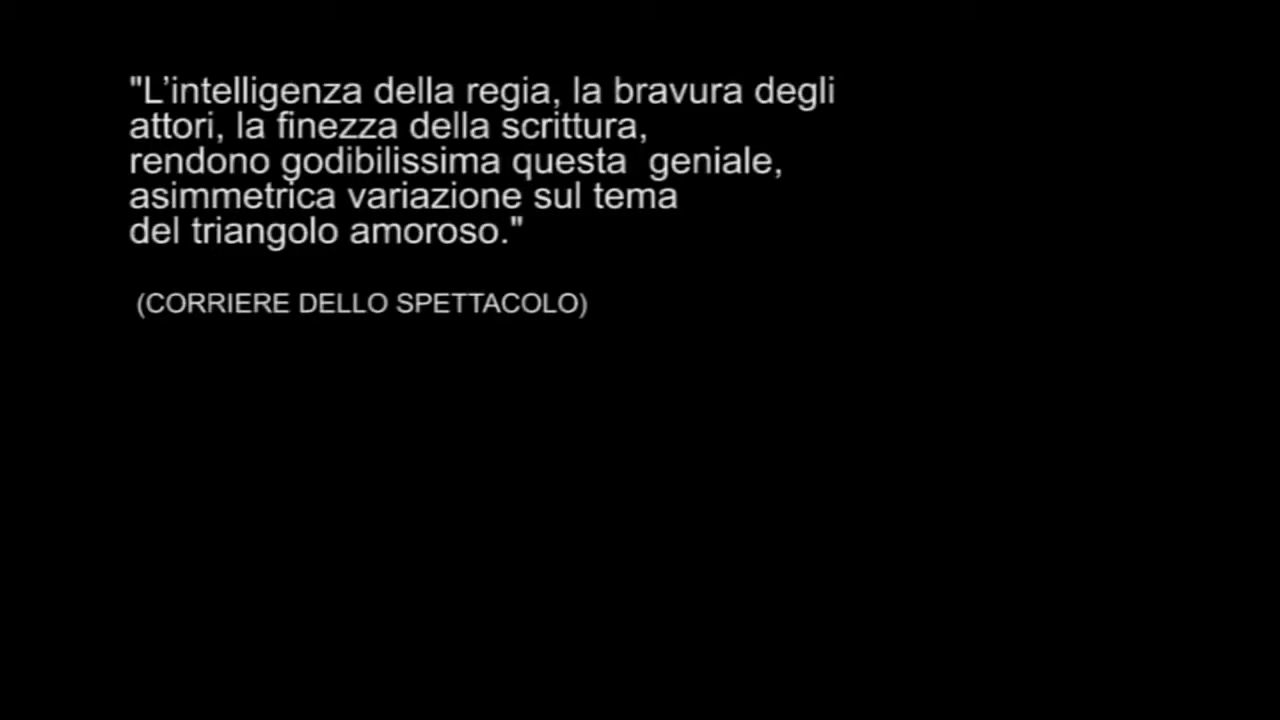 "L’intelligenza della regia, la bravura degli
attori, la finezza della scrittura,
rendono godibilissima questa  geniale,
asimmetrica variazione sul tema
del triangolo amoroso."
(CORRIERE DELLO SPETTACOLO)